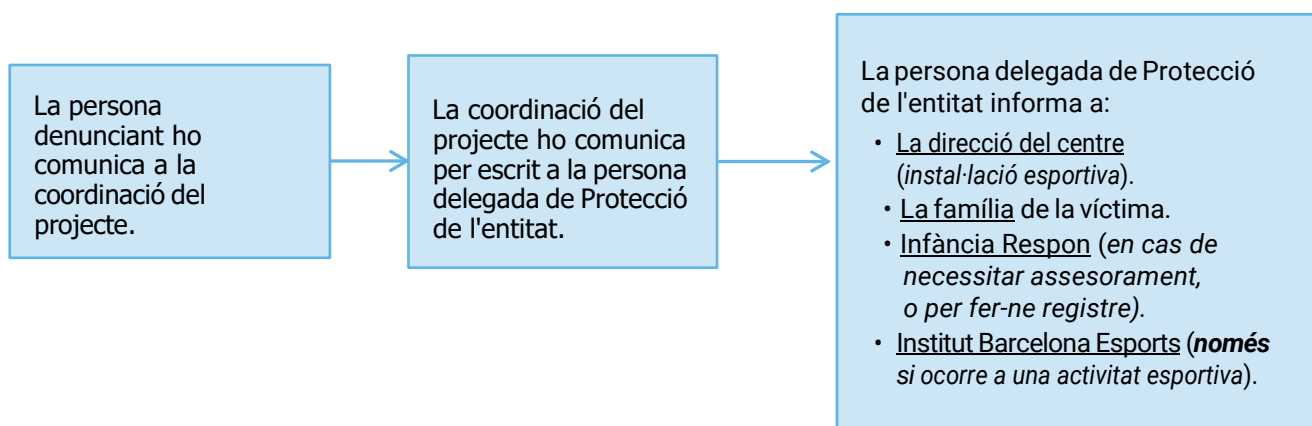 La persona
denunciant ho
comunica a la
coordinació del
projecte.
La coordinació del
projecte ho comunica
per escrit a la persona
delegada de Protecció
de l'entitat.
La persona delegada de Protecció
de l'entitat informa a:
• La direcció del centre
(instal·lació esportiva).
• La família de la víctima.
• Infància Respon (en cas de
necessitar assesorament,
o per fer-ne registre).
• Institut Barcelona Esports (només
si ocorre a una activitat esportiva).